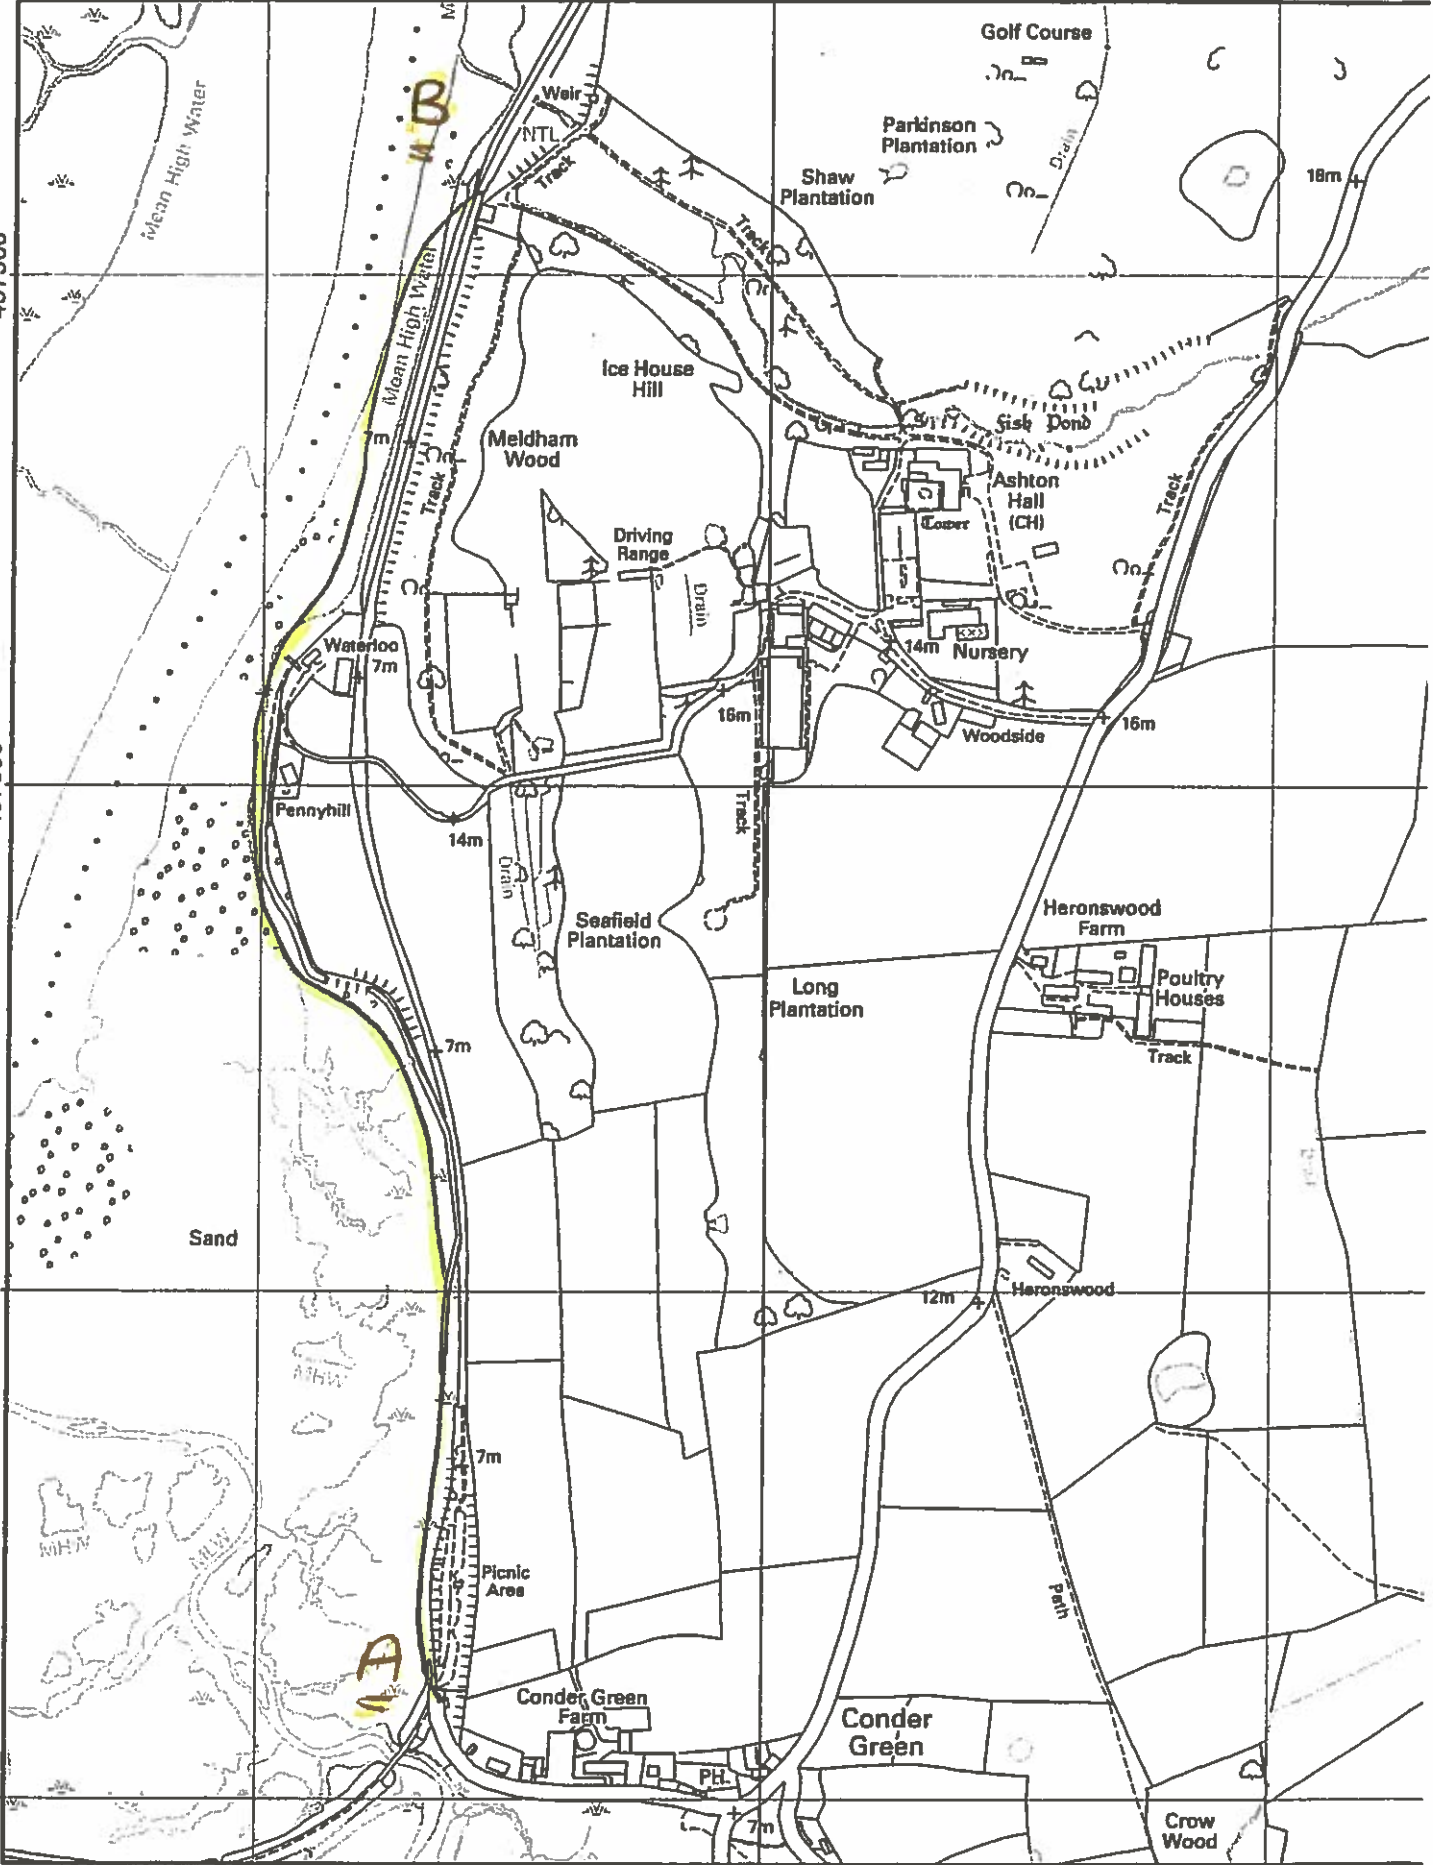 Golf Course
B
Weir
NTL
Track
Parkinson
Plantation
Drain
Shaw
Plantation
18m
Mean High Water
Track
Mean High Water
Ice House
Hill
Fish Pond
7m
Meldham
Wood
Track
Ashton
Hall
(CH)
Tower
Track
Driving
Range
Drain
Waterloo
7m
14m
Nursery
16m
16m
Woodside
Pennyhill
14m
Track
Drain
Seafield
Plantation
Heronswood
Farm
Long
Plantation
Poultry
Houses
7m
Track
Sand
Heronswood
12m
MHW
7m
MHW
MLW
Picnic
Area
Path
A
Conder Green
Farm
Conder
Green
PH
7m
Crow
Wood